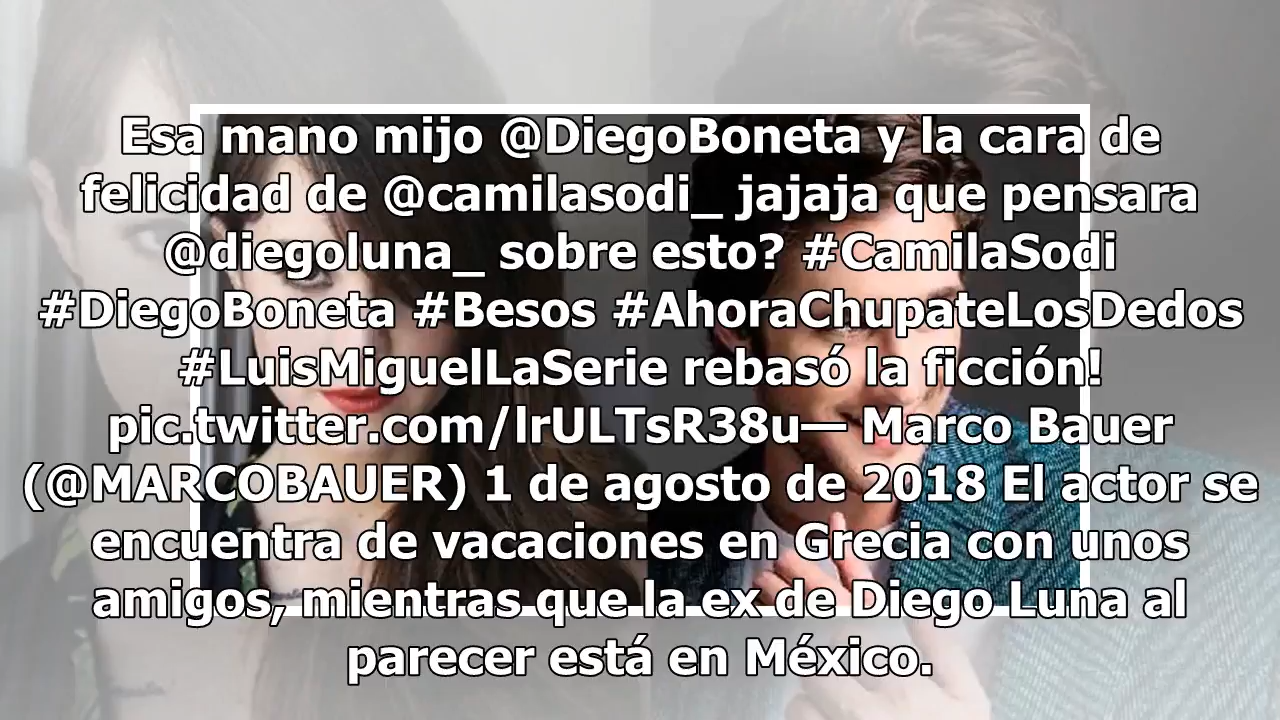 Esa mano mijo @DiegoBoneta y la cara de
felicidad de @camilasodi_ jajaja que pensara
@diegoluna_ sobre esto? #CamilaSodi
#DiegoBoneta #Besos #AhoraChupateLosDedos
#LuisMiguelLaSerie rebasó la ficción!
pic.twitter.com/lrULTsR38u— Marco Bauer
(@MARCOBAUER) 1 de agosto de 2018 El actor se
encuentra de vacaciones en Grecia con unos
amigos, mientras que la ex de Diego Luna al
parecer está en México.